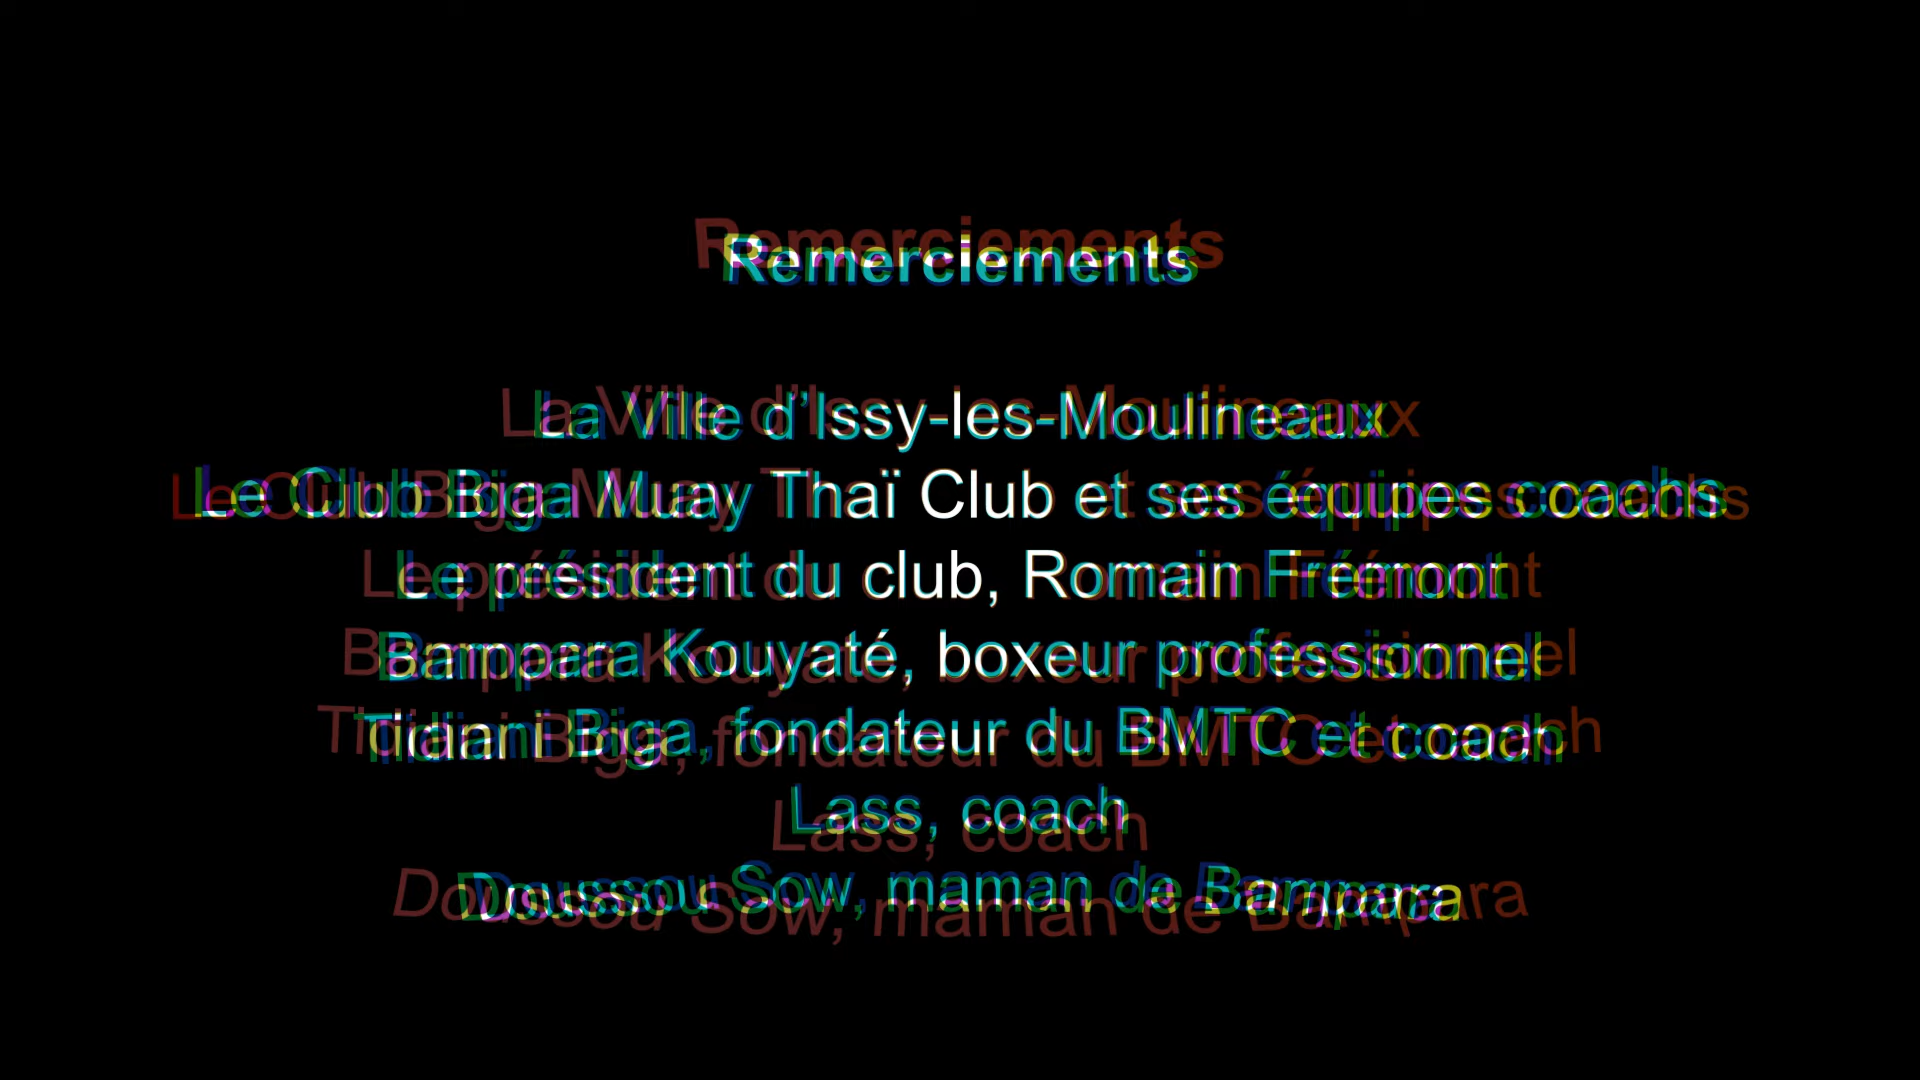 Remerciements
La Ville d’Issy-les-Moulineaux
Le Club Biga Muay Thaï Club et ses équipes coachs
Le président du club, Romain Frémont
Bampara Kouyaté, boxeur professionnel
Tidiani Biga, fondateur du BMTC et coach
Lass, coach
Doussou Sow, maman de Bampara